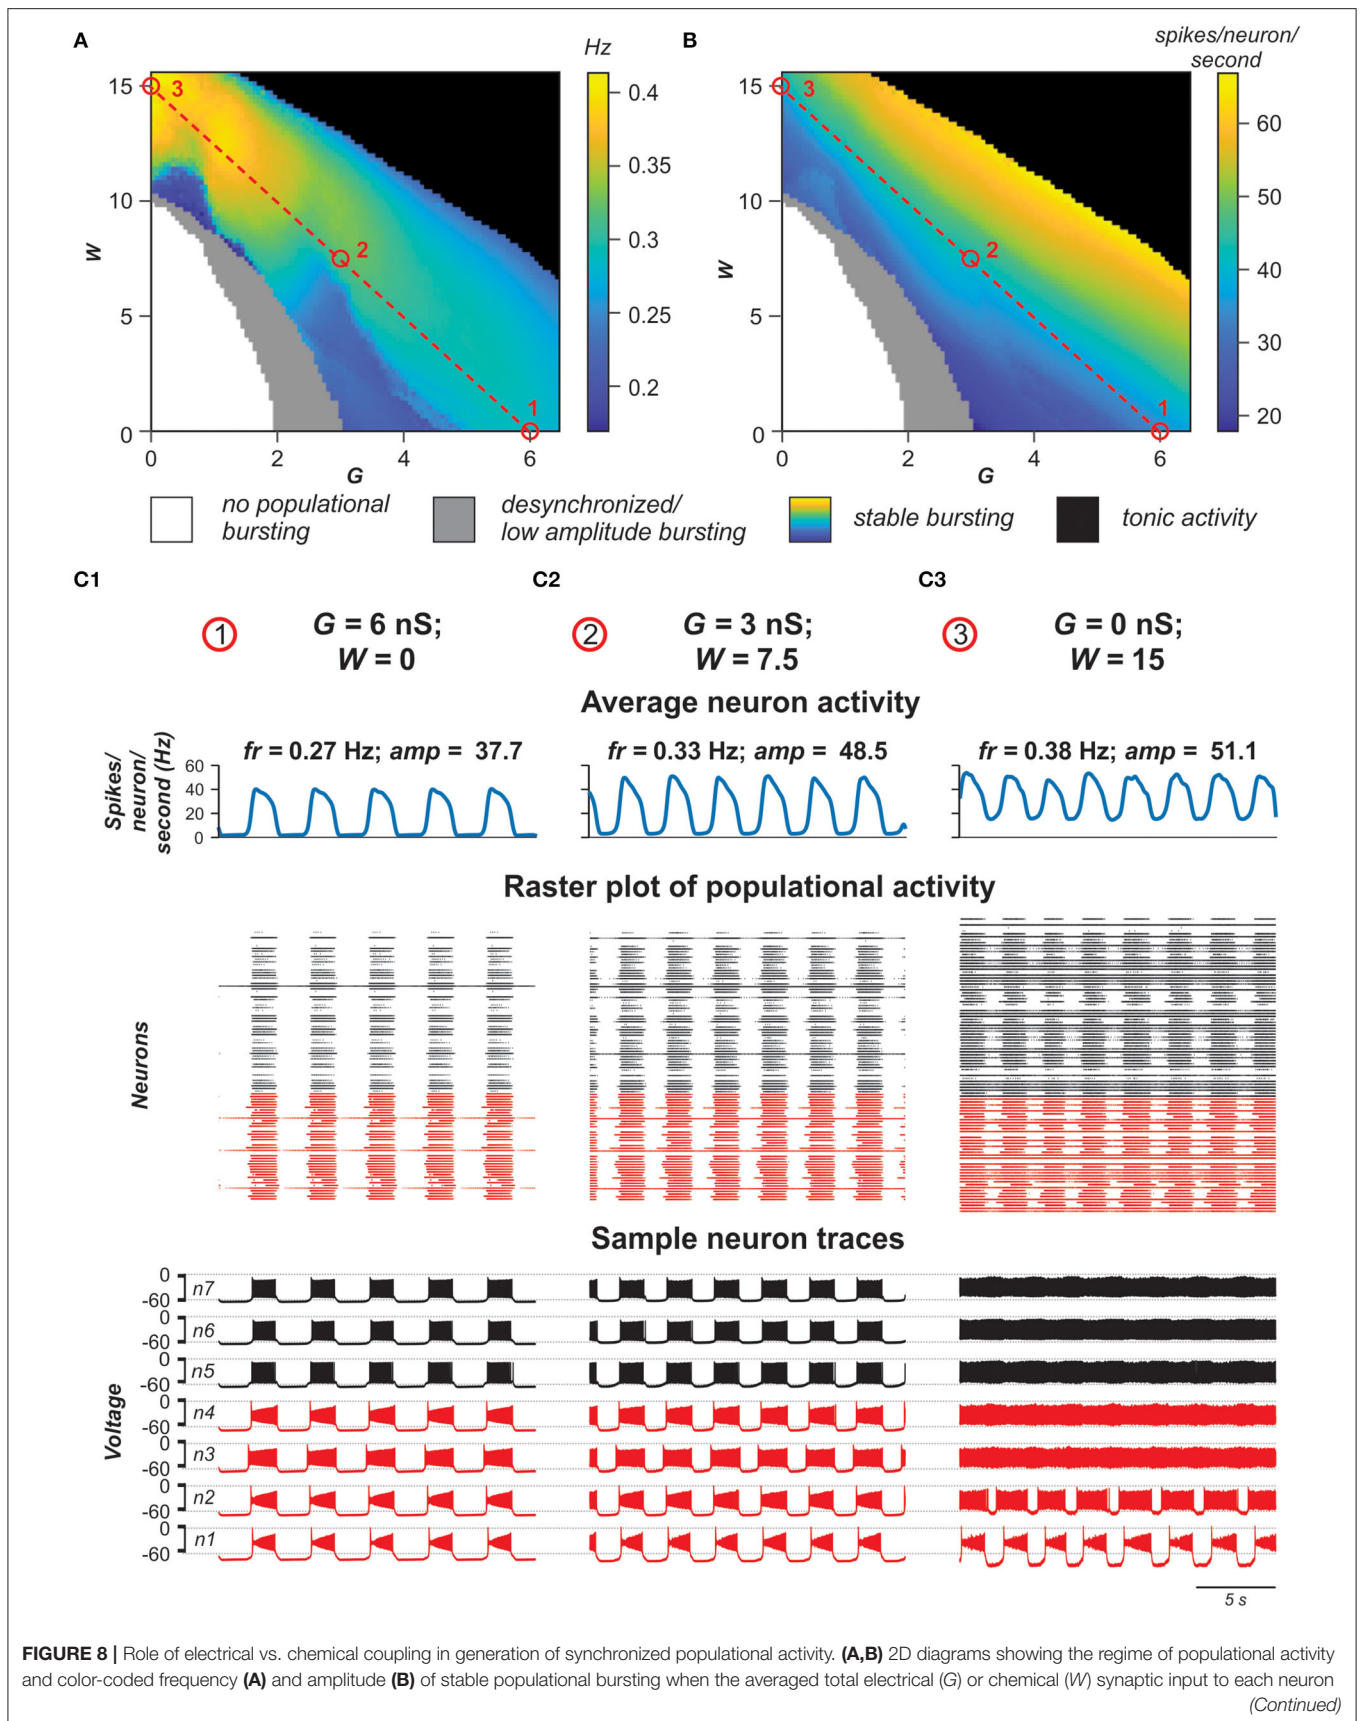 A
B
Hz
spikes/neuron/
second
15
10
5
0
W
0
2
4
6
G
3
2
1
0.4
0.35
0.3
0.25
0.2
15
10
5
0
W
0
2
4
6
G
3
2
1
60
50
40
30
20
no populational
bursting
desynchronized/
low amplitude bursting
stable bursting
tonic activity
C1
C2
C3
1
G = 6 nS;
W = 0
2
G = 3 nS;
W = 7.5
3
G = 0 nS;
W = 15
Average neuron activity
Spikes/
neuron/
second (Hz)
fr = 0.27 Hz; amp = 37.7
fr = 0.33 Hz; amp = 48.5
fr = 0.38 Hz; amp = 51.1
60
40
20
0
Raster plot of populational activity
Neurons
Sample neuron traces
Voltage
0
-60
n7
0
-60
n6
0
-60
n5
0
-60
n4
0
-60
n3
0
-60
n2
0
-60
n1
5 s
FIGURE 8 | Role of electrical vs. chemical coupling in generation of synchronized populational activity. (A,B) 2D diagrams showing the regime of populational activity
and color-coded frequency (A) and amplitude (B) of stable populational bursting when the averaged total electrical (G) or chemical (W) synaptic input to each neuron
(Continued)